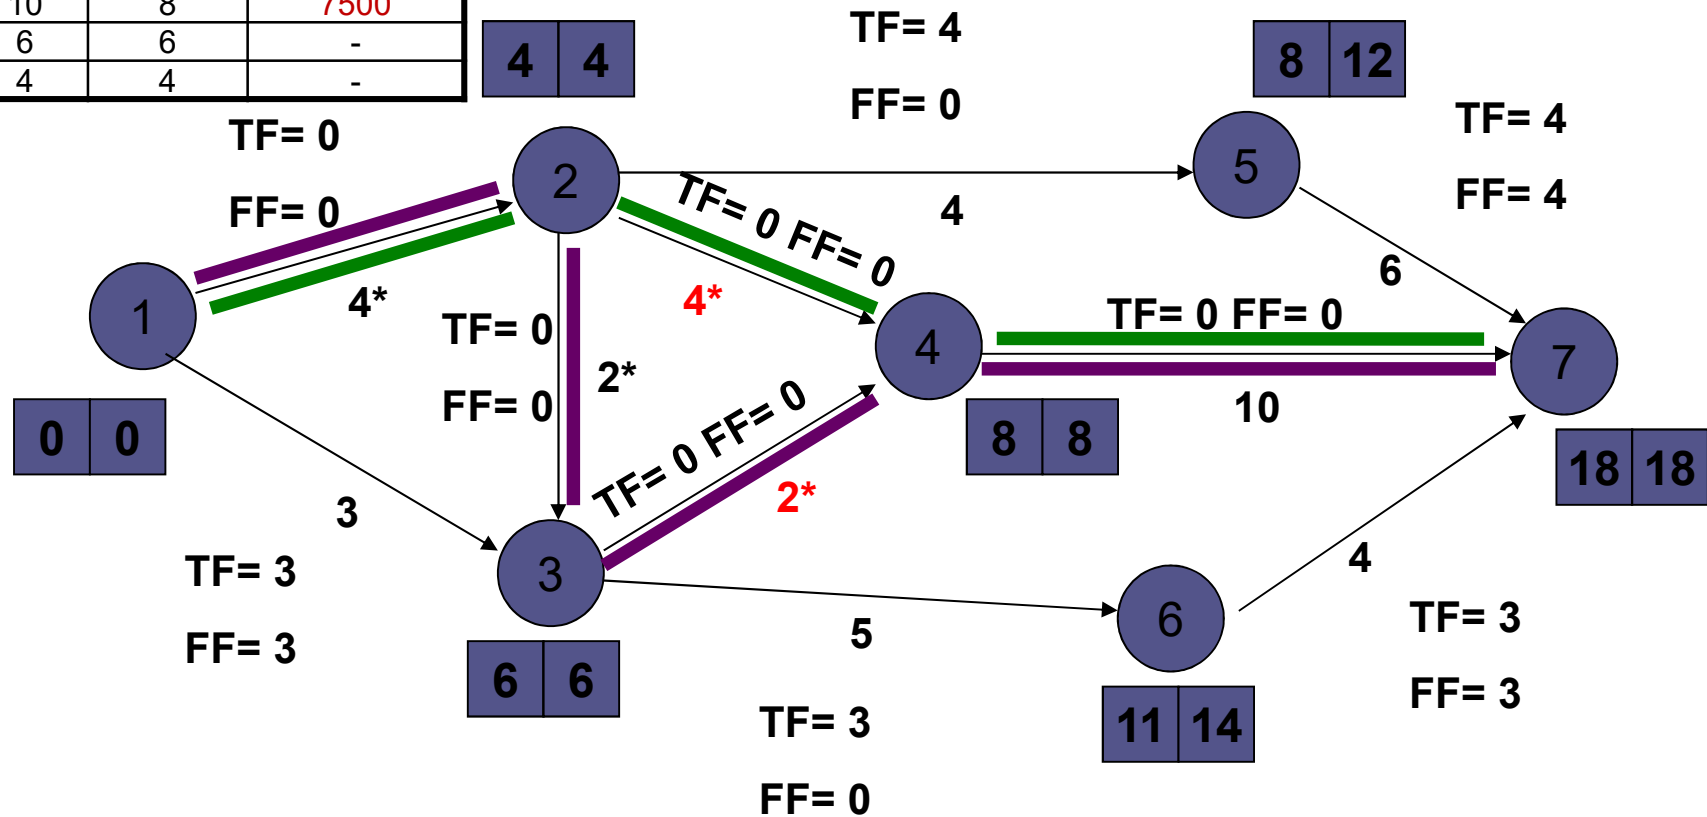 10 8 7500
6 6 -
4 4 -
4 4
TF= 4
FF= 0
8 12
TF= 4
FF= 4
TF= 0
FF= 0
2
5
4
TF= 0 FF= 0
6
1
4*
4*
TF= 0
FF= 0
2*
4
TF= 0 FF= 0
10
7
0 0
8 8
18 18
TF= 0 FF= 0
2*
3
TF= 3
FF= 3
3
5
6
4
TF= 3
FF= 3
6 6
11 14
TF= 3
FF= 0